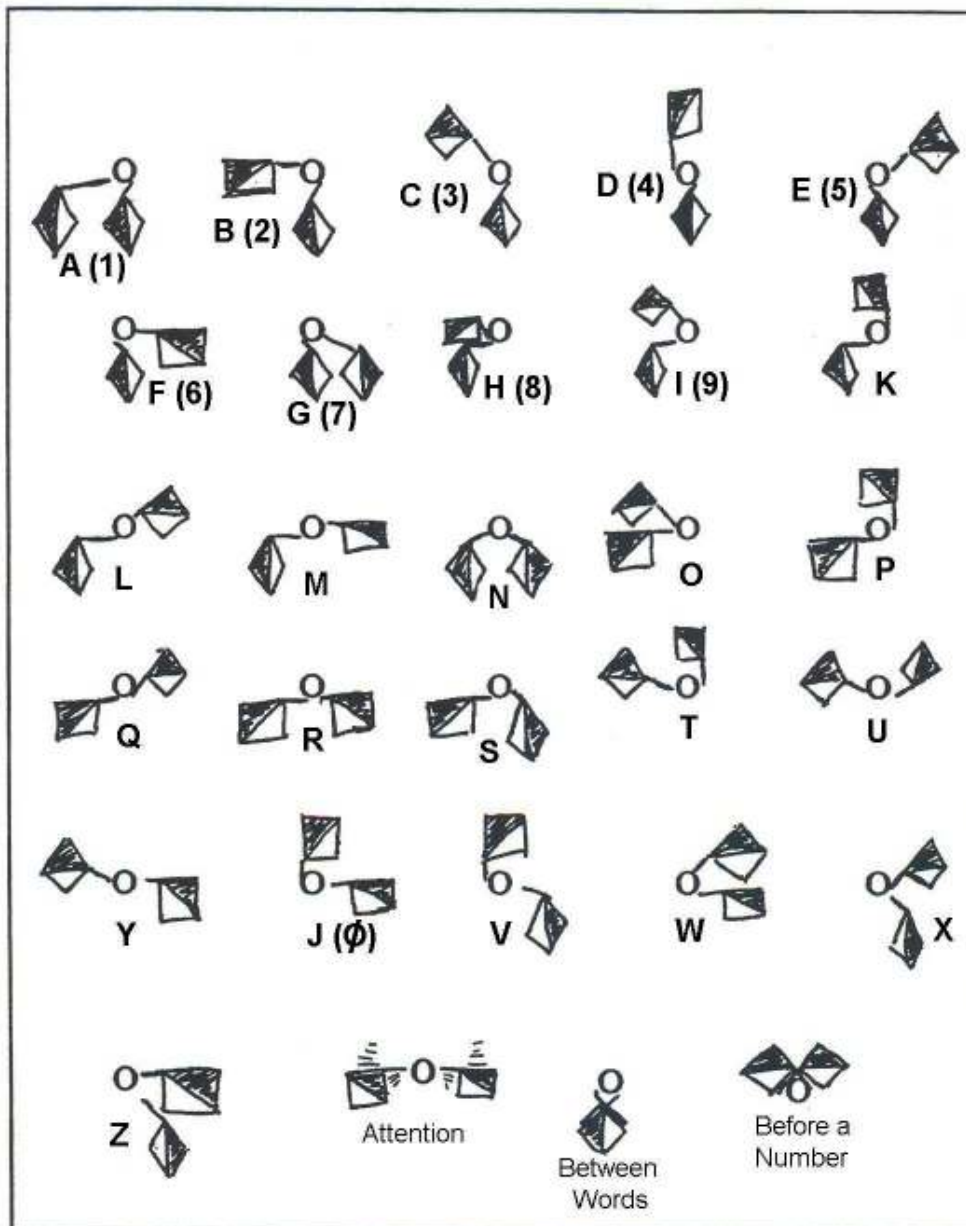 A (1) B (2) C (3) D (4) E (5)
F (6) G (7) H (8) I (9) K
L M N O P
Q R S T U
Y J (Ø) V W X
Z Attention Between Words Before a Number